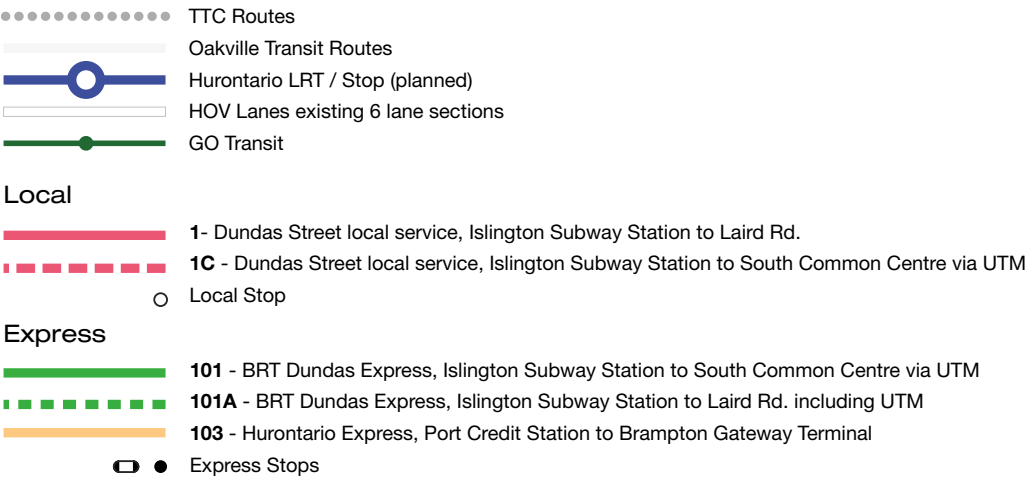 TTC Routes
Oakville Transit Routes
Hurontario LRT / Stop (planned)
HOV Lanes existing 6 lane sections
GO Transit
Local
1- Dundas Street local service, Islington Subway Station to Laird Rd.
1C - Dundas Street local service, Islington Subway Station to South Common Centre via UTM
Local Stop
Express
101 - BRT Dundas Express, Islington Subway Station to South Common Centre via UTM
101A - BRT Dundas Express, Islington Subway Station to Laird Rd. including UTM
103 - Hurontario Express, Port Credit Station to Brampton Gateway Terminal
Express Stops